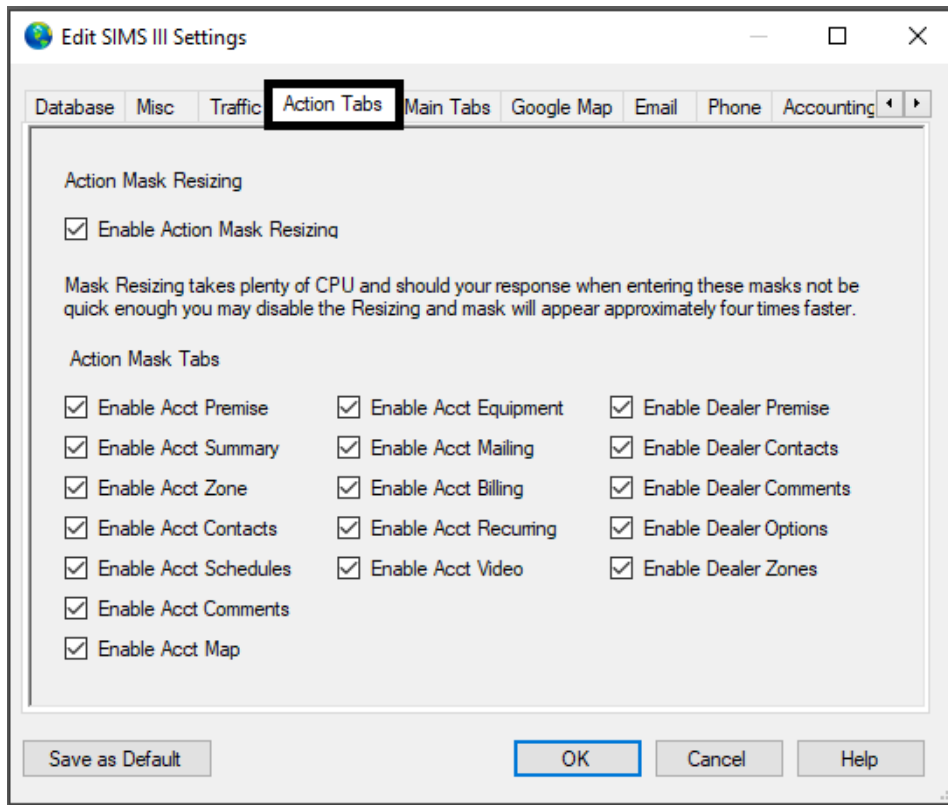 Edit SIMS III Settings
Database Misc Traffic Action Tabs Main Tabs Google Map Email Phone Accounting
Action Mask Resizing
Enable Action Mask Resizing
Mask Resizing takes plenty of CPU and should your response when entering these masks not be
quick enough you may disable the Resizing and mask will appear approximately four times faster.
Action Mask Tabs
Enable Acct Premise Enable Acct Equipment Enable Dealer Premise
Enable Acct Summary Enable Acct Mailing Enable Dealer Contacts
Enable Acct Zone Enable Acct Billing Enable Dealer Comments
Enable Acct Contacts Enable Acct Recurring Enable Dealer Options
Enable Acct Schedules Enable Acct Video Enable Dealer Zones
Enable Acct Comments
Enable Acct Map
Save as Default OK Cancel Help